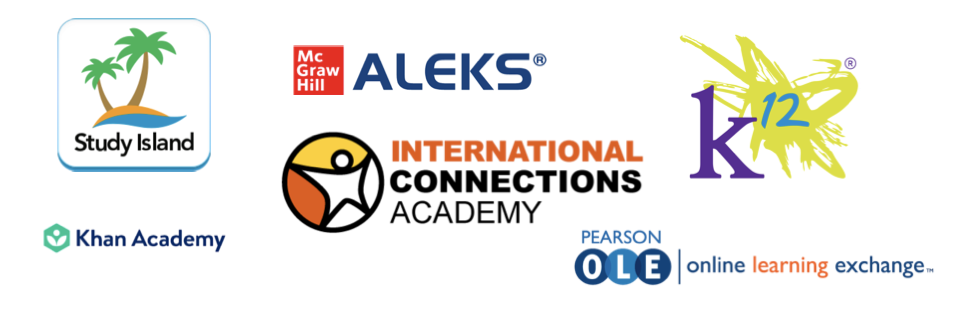 Study Island
Mc
Graw
Hill
ALEKS®
k12®
INTERNATIONAL
CONNECTIONS
ACADEMY
Khan Academy
PEARSON
OLE online learning exchange™